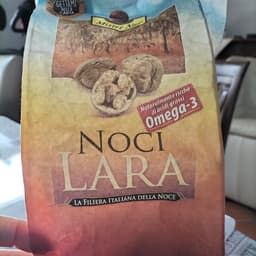 Naturalmente ricche
di acidi grassi
Omega-3
NOCI
LARA
LA FILIERA ITALIANA DELLA NOCE